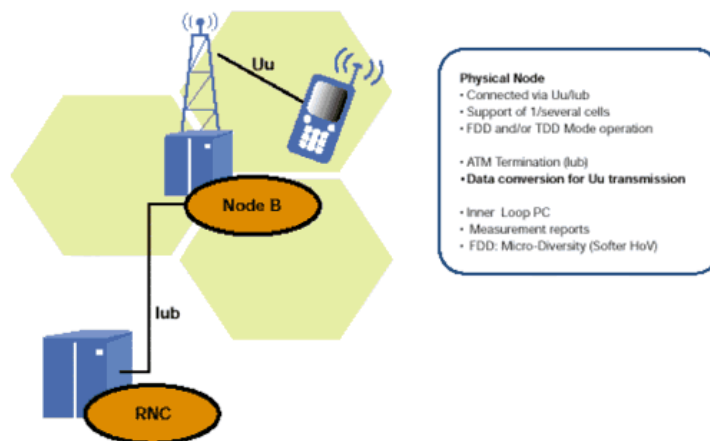 Uu
Node B
Iub
RNC
Physical Node
• Connected via Uu/Iub
• Support of 1/several cells
• FDD and/or TDD Mode operation
• ATM Termination (Iub)
• Data conversion for Uu transmission
• Inner Loop PC
• Measurement reports
• FDD: Micro-Diversity (Softer HoV)